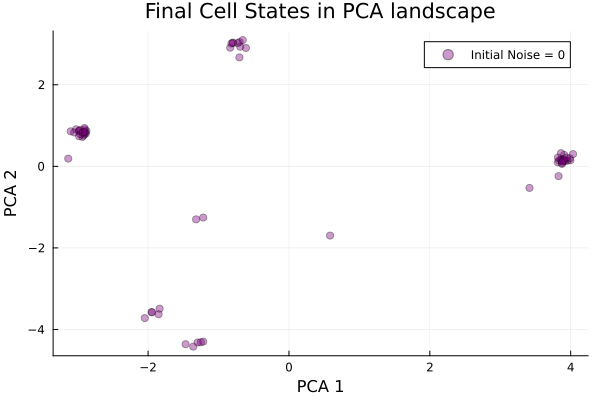 Final Cell States in PCA landscape
Initial Noise = 0
2
0
−2
−4
PCA 2
−2
0
2
4
PCA 1